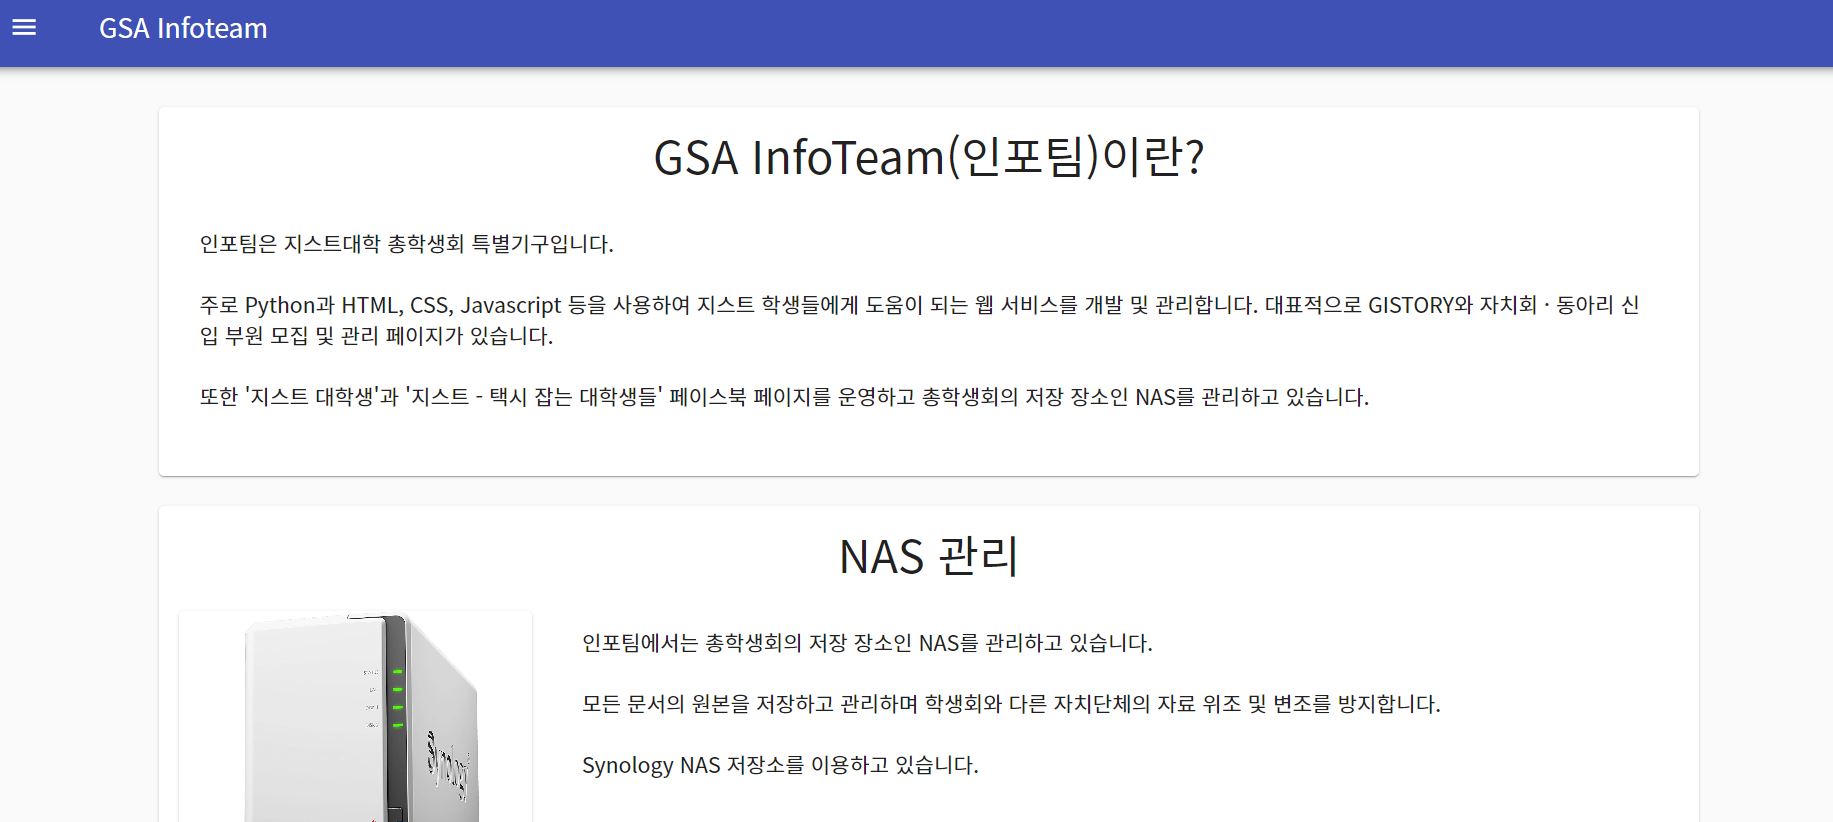 GSA Infoteam
GSA InfoTeam(인포팀)이란?
인포팀은 지스트대학 총학생회 특별기구입니다.
주로 Python과 HTML, CSS, Javascript 등을 사용하여 지스트 학생들에게 도움이 되는 웹 서비스를 개발 및 관리합니다. 대표적으로 GISTORY와 자치회 · 동아리 신
입 부원 모집 및 관리 페이지가 있습니다.
또한 '지스트 대학생'과 '지스트 - 택시 잡는 대학생들' 페이스북 페이지를 운영하고 총학생회의 저장 장소인 NAS를 관리하고 있습니다.
NAS 관리
인포팀에서는 총학생회의 저장 장소인 NAS를 관리하고 있습니다.
모든 문서의 원본을 저장하고 관리하며 학생회와 다른 자치단체의 자료 위조 및 변조를 방지합니다.
Synology NAS 저장소를 이용하고 있습니다.
Synology